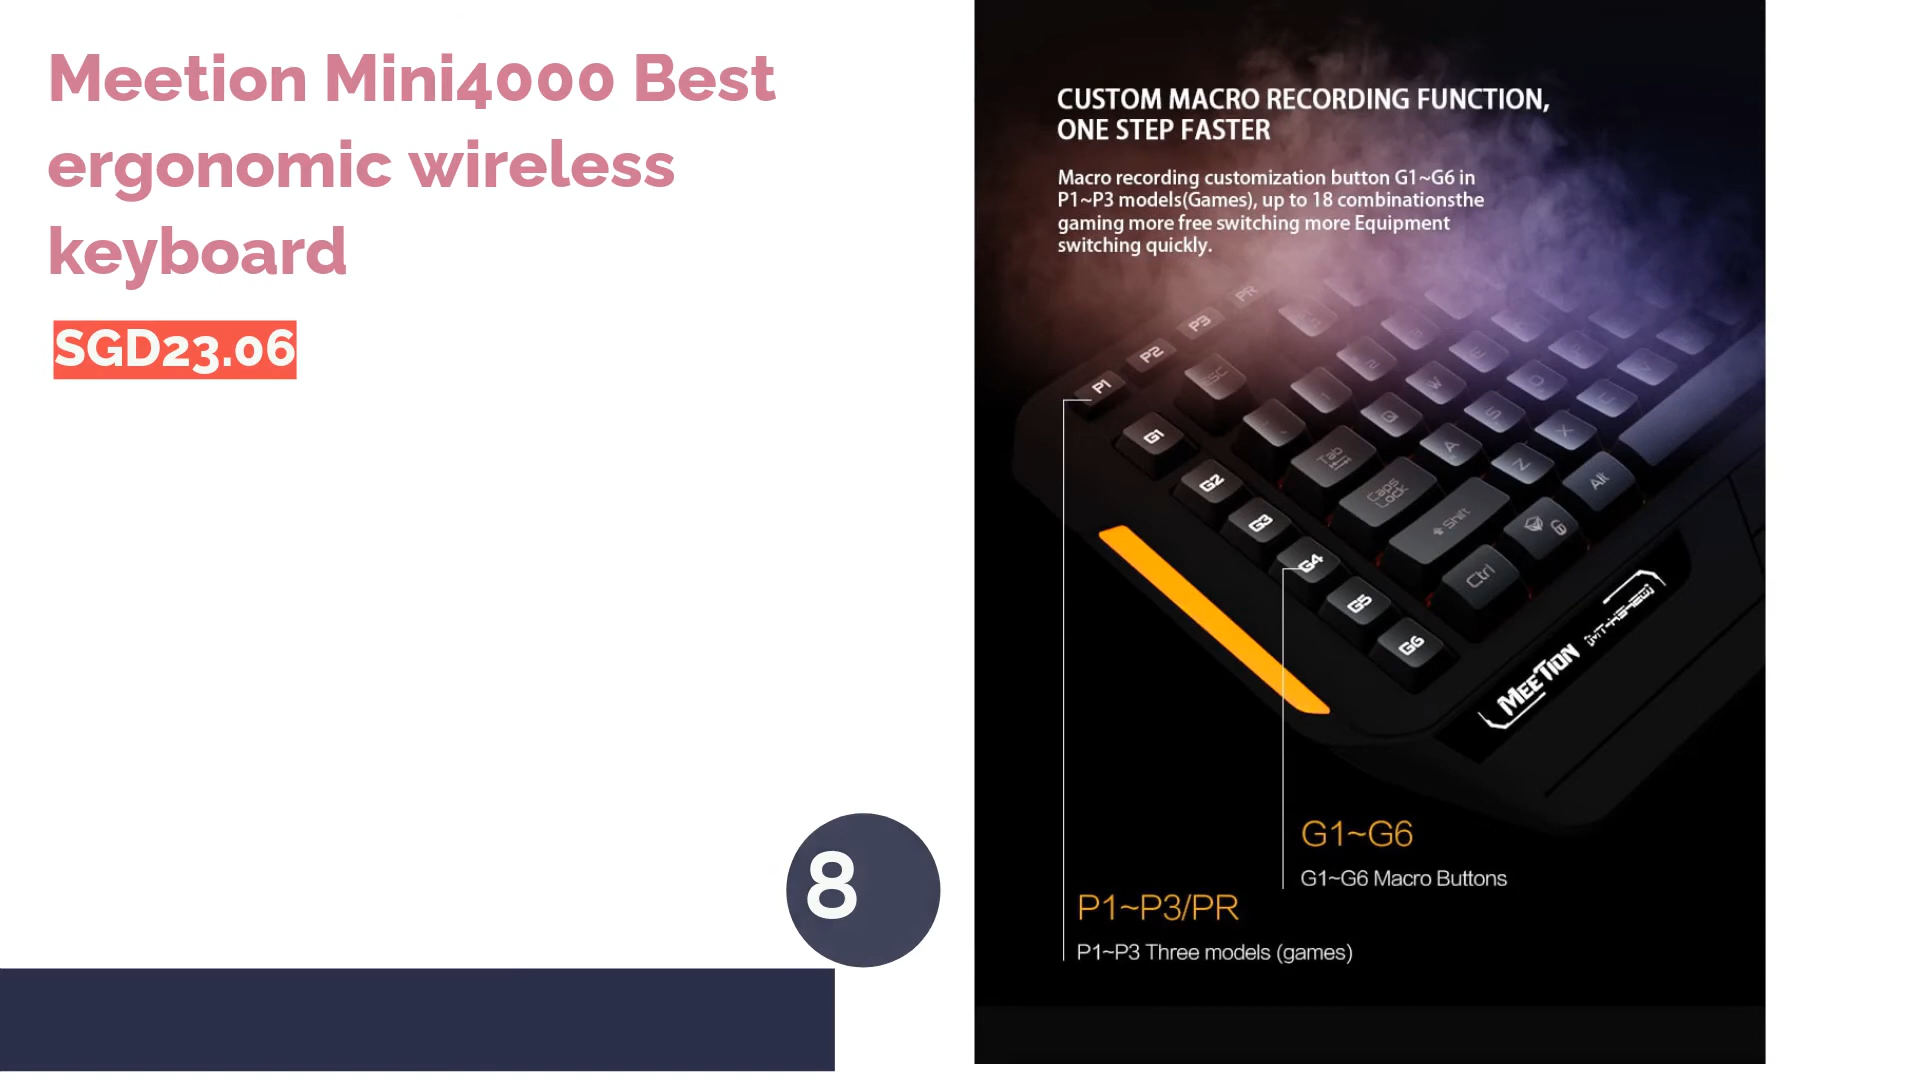 Meetion Mini4000 Best
ergonomic wireless
keyboard
SGD23.06
8
CUSTOM MACRO RECORDING FUNCTION,
ONE STEP FASTER
Macro recording customization button G1~G6 in
P1~P3 models(Games), up to 18 combinationsthe
gaming more free switching more Equipment
switching quickly.
PR
P3
P2
P1
ESC
G1
G2
G3
G4
G5
G6
1
2
Q
W
E
Tab
A
S
D
Caps
Lock
Z
X
C
V
Shift
Alt
Ctrl
MEETION
G1~G6
G1~G6 Macro Buttons
P1~P3/PR
P1~P3 Three models (games)